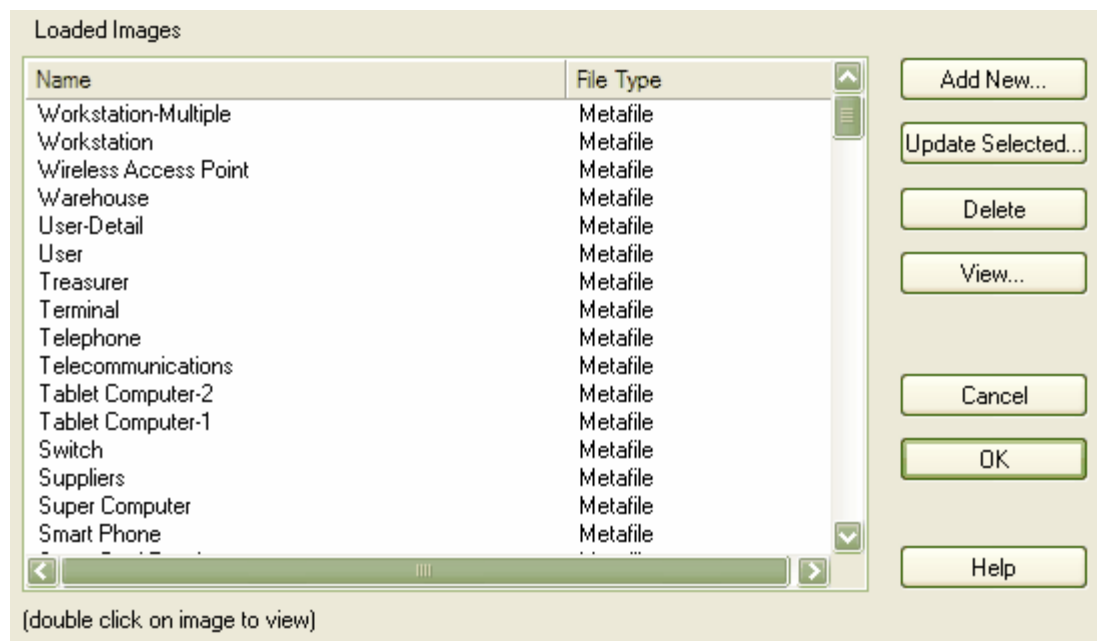 Loaded Images
Name File Type
Workstation-Multiple Metafile
Workstation Metafile
Wireless Access Point Metafile
Warehouse Metafile
User-Detail Metafile
User Metafile
Treasurer Metafile
Terminal Metafile
Telephone Metafile
Telecommunications Metafile
Tablet Computer-2 Metafile
Tablet Computer-1 Metafile
Switch Metafile
Suppliers Metafile
Super Computer Metafile
Smart Phone Metafile
Add New...
Update Selected...
Delete
View...
Cancel
OK
Help
(double click on image to view)